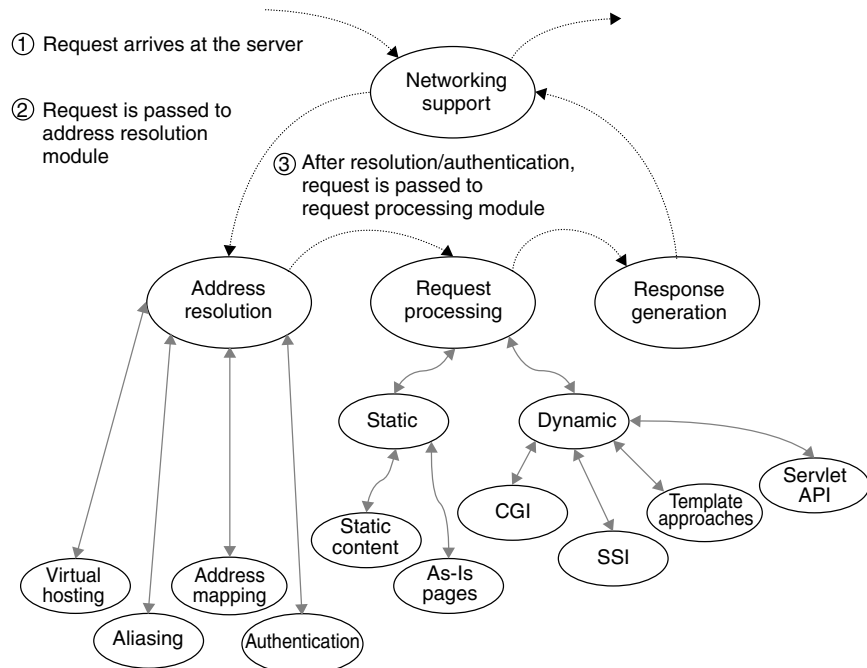 ① Request arrives at the server
Networking
support
② Request is passed to
address resolution
module
③ After resolution/authentication,
request is passed to
request processing module
Address
resolution
Request
processing
Response
generation
Static
Dynamic
Servlet
API
CGI
Template
approaches
Static
content
SSI
Virtual
hosting
Address
mapping
As-Is
pages
Aliasing
Authentication